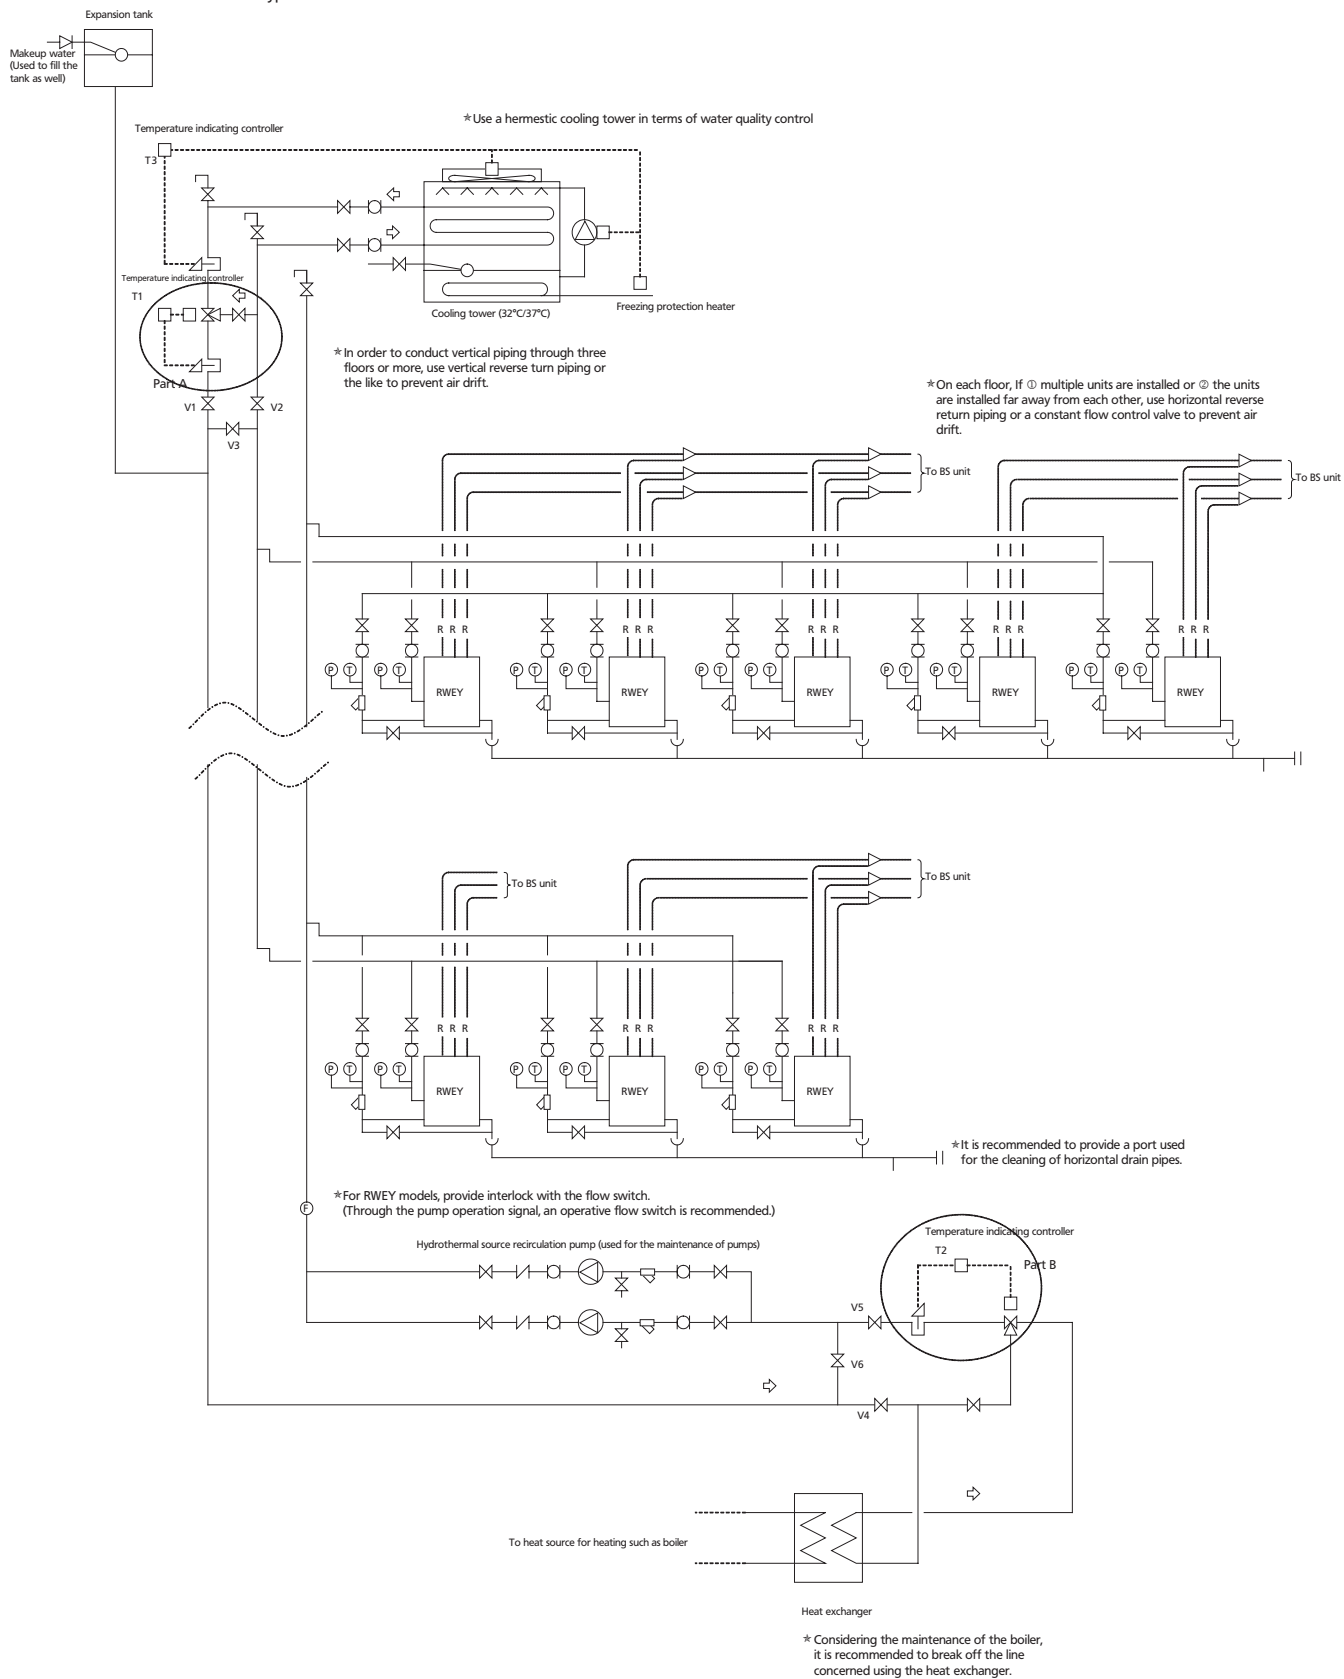 Expansion tank
Makeup water
(Used to fill the
tank as well)
Temperature indicating controller
T3
*Use a hermestic cooling tower in terms of water quality control
Temperature indicating controller
T1
Part A
V1
V2
V3
Cooling tower (32°C/37°C)
Freezing protection heater
*In order to conduct vertical piping through three
floors or more, use vertical reverse turn piping or
the like to prevent air drift.
*On each floor, If ① multiple units are installed or ② the units
are installed far away from each other, use horizontal reverse
return piping or a constant flow control valve to prevent air
drift.
To BS unit
To BS unit
R R R
R R R
R R R
R R R
R R R
P T P T
P T P T
P T P T
P T P T
P T P T
RWEY
RWEY
RWEY
RWEY
RWEY
To BS unit
To BS unit
R R R
R R R
R R R
P T P T
P T P T
P T P T
RWEY
RWEY
RWEY
*It is recommended to provide a port used
for the cleaning of horizontal drain pipes.
*For RWEY models, provide interlock with the flow switch.
(Through the pump operation signal, an operative flow switch is recommended.)
F
Hydrothermal source recirculation pump (used for the maintenance of pumps)
Temperature indicating controller
T2
Part B
V5
V6
V4
To heat source for heating such as boiler
Heat exchanger
* Considering the maintenance of the boiler,
it is recommended to break off the line
concerned using the heat exchanger.